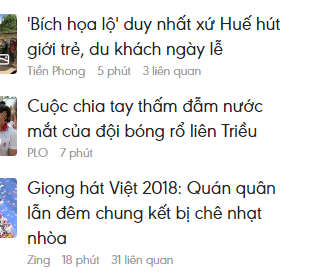 'Bích họa lộ' duy nhất xứ Huế hút
giới trẻ, du khách ngày lễ
Tiền Phong 5 phút 3 liên quan
Cuộc chia tay thấm đẫm nước
mắt của đội bóng rổ liên Triều
PLO 7 phút
Giọng hát Việt 2018: Quán quân
lẫn đêm chung kết bị chê nhạt
nhòa
Zing 18 phút 31 liên quan